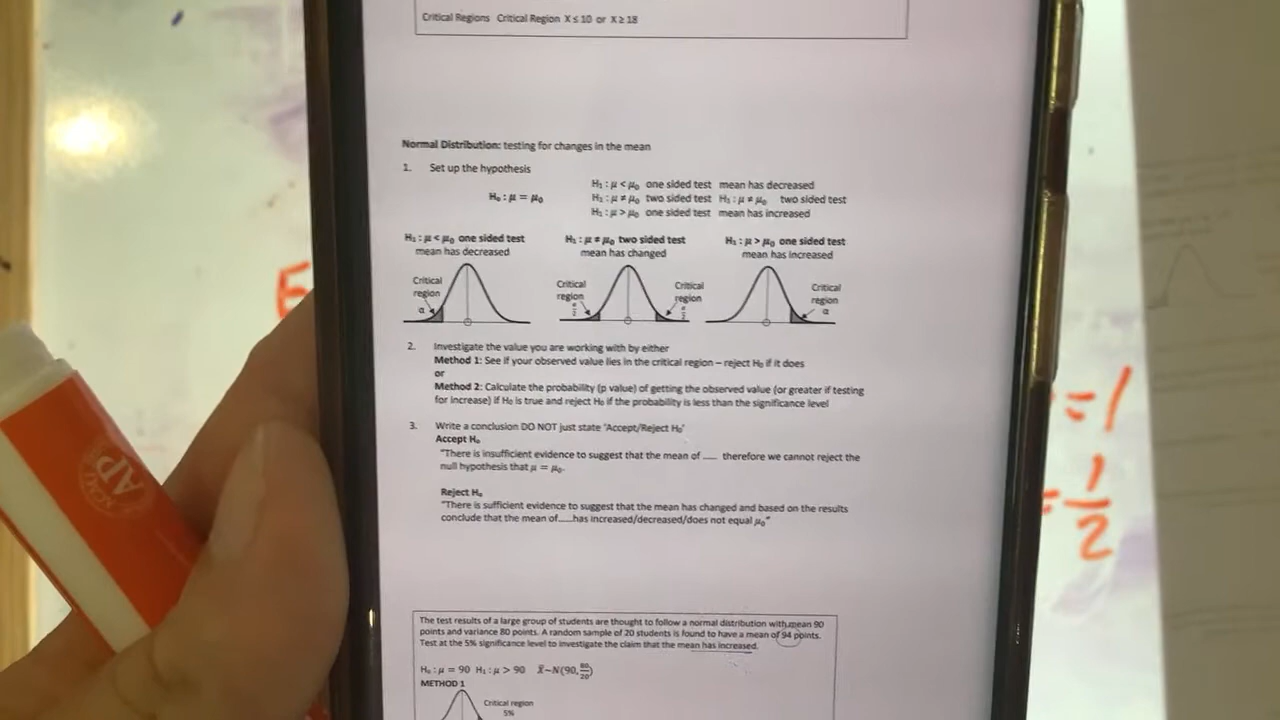 Critical Regions Critical Region X ≤ 10 or X ≥ 18
Normal Distribution: testing for changes in the mean
1. Set up the hypothesis
H₁ : μ < μ₀ one sided test mean has decreased
H₀ : μ = μ₀ H₁ : μ ≠ μ₀ two sided test H₁ : μ ≠ μ₀ two sided test
H₁ : μ > μ₀ one sided test mean has increased
H₁ : μ < μ₀ one sided test
mean has decreased
Critical
region
α
H₁ : μ ≠ μ₀ two sided test
mean has changed
Critical
region
α/2
Critical
region
α/2
H₁ : μ > μ₀ one sided test
mean has increased
Critical
region
α
2. Investigate the value you are working with by either
Method 1: See if your observed value lies in the critical region – reject H₀ if it does
or
Method 2: Calculate the probability (p value) of getting the observed value (or greater if testing
for increase) if H₀ is true and reject H₀ if the probability is less than the significance level
3. Write a conclusion DO NOT just state 'Accept/Reject H₀'
Accept H₀
"There is insufficient evidence to suggest that the mean of ___ therefore we cannot reject the
null hypothesis that μ = μ₀.
Reject H₀
"There is sufficient evidence to suggest that the mean has changed and based on the results
conclude that the mean of___has increased/decreased/does not equal μ₀"
The test results of a large group of students are thought to follow a normal distribution with mean 90
points and variance 80 points. A random sample of 20 students is found to have a mean of 94 points.
Test at the 5% significance level to investigate the claim that the mean has increased.
H₀ : μ = 90 H₁ : μ > 90 X̄~N(90, 80/20)
METHOD 1
Critical region
5%
E
= 1
= 1/2
AP